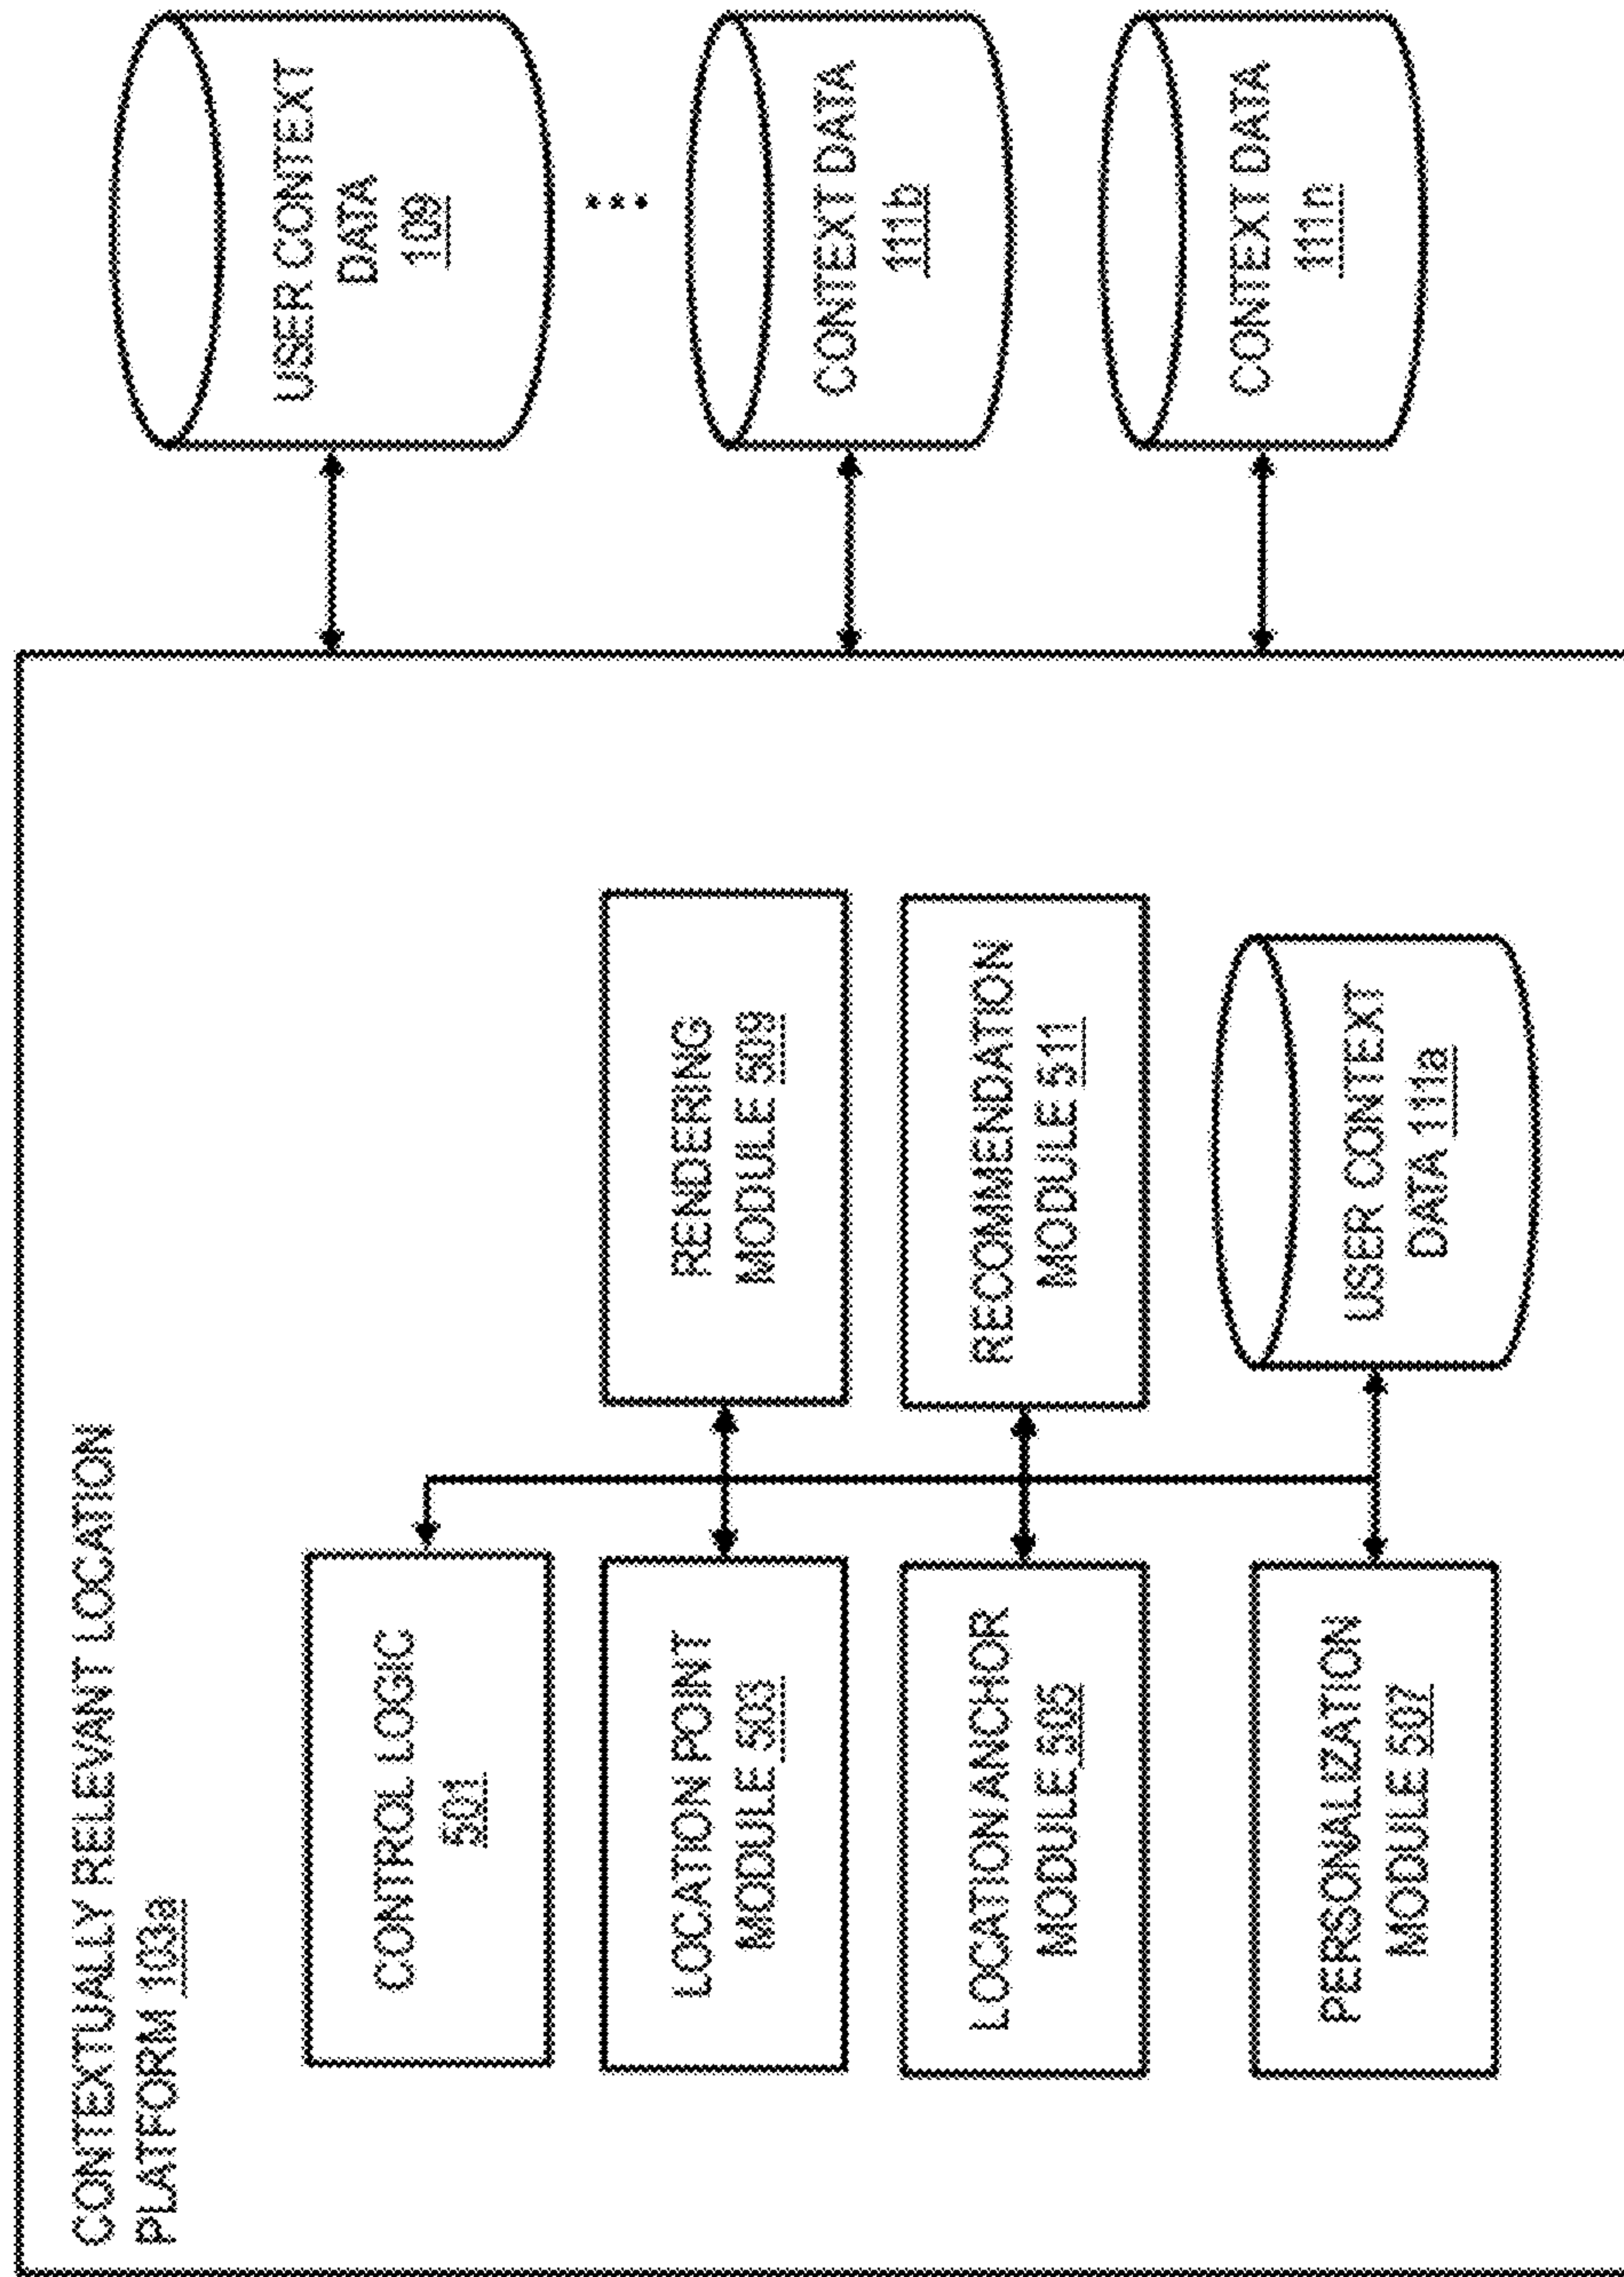 CONTEXTUALLY RELEVANT LOCATION
PLATFORM 103a
CONTROL LOGIC
501
LOCATION POINT
MODULE 503
LOCATION ANCHOR
MODULE 505
PERSONALIZATION
MODULE 507
RENDERING
MODULE 509
RECOMMENDATION
MODULE 511
USER CONTEXT
DATA 111a
USER CONTEXT
DATA
109
...
CONTEXT DATA
111b
CONTEXT DATA
111n